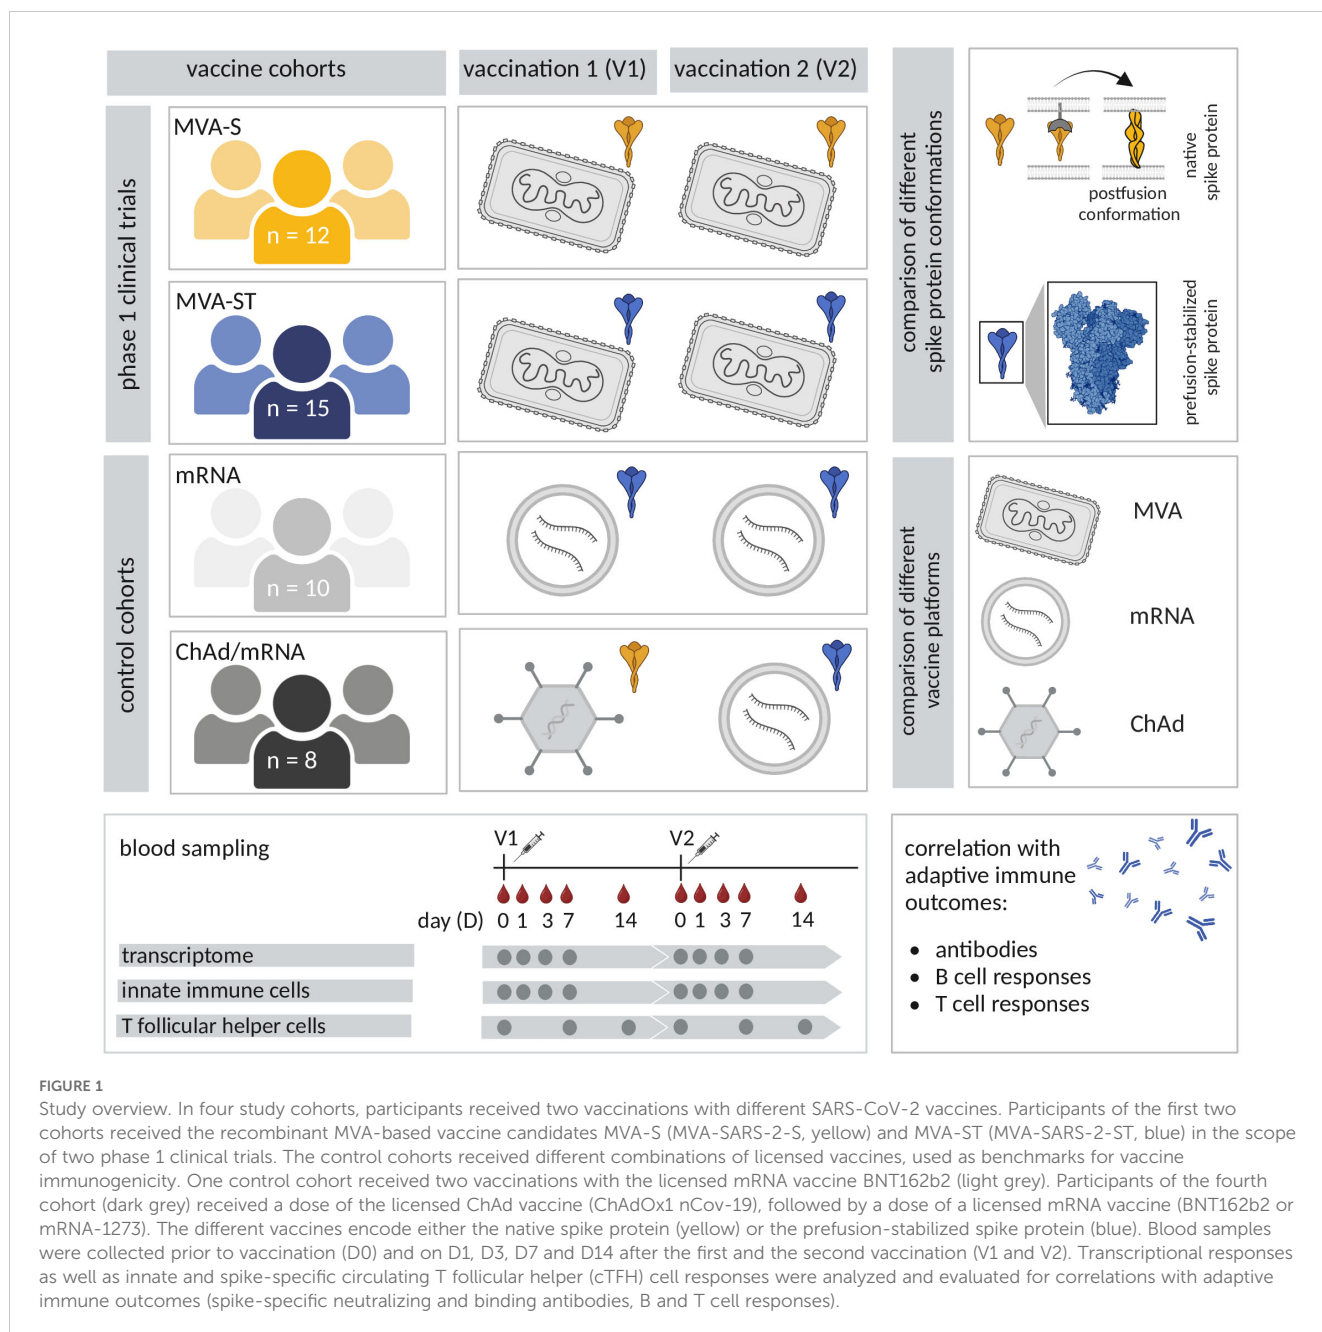 vaccine cohorts
vaccination 1 (V1)
vaccination 2 (V2)
phase 1 clinical trials
MVA-S
n = 12
MVA-ST
n = 15
control cohorts
mRNA
n = 10
ChAd/mRNA
n = 8
comparison of different
spike protein conformations
postfusion
conformation
native
spike protein
prefusion-stabilized
spike protein
comparison of different
vaccine platforms
MVA
mRNA
ChAd
blood sampling
V1
V2
day (D) 0 1 3 7 14 0 1 3 7 14
transcriptome
innate immune cells
T follicular helper cells
correlation with
adaptive immune
outcomes:
• antibodies
• B cell responses
• T cell responses
FIGURE 1
Study overview. In four study cohorts, participants received two vaccinations with different SARS-CoV-2 vaccines. Participants of the first two
cohorts received the recombinant MVA-based vaccine candidates MVA-S (MVA-SARS-2-S, yellow) and MVA-ST (MVA-SARS-2-ST, blue) in the scope
of two phase 1 clinical trials. The control cohorts received different combinations of licensed vaccines, used as benchmarks for vaccine
immunogenicity. One control cohort received two vaccinations with the licensed mRNA vaccine BNT162b2 (light grey). Participants of the fourth
cohort (dark grey) received a dose of the licensed ChAd vaccine (ChAdOx1 nCov-19), followed by a dose of a licensed mRNA vaccine (BNT162b2 or
mRNA-1273). The different vaccines encode either the native spike protein (yellow) or the prefusion-stabilized spike protein (blue). Blood samples
were collected prior to vaccination (D0) and on D1, D3, D7 and D14 after the first and the second vaccination (V1 and V2). Transcriptional responses
as well as innate and spike-specific circulating T follicular helper (cTFH) cell responses were analyzed and evaluated for correlations with adaptive
immune outcomes (spike-specific neutralizing and binding antibodies, B and T cell responses).